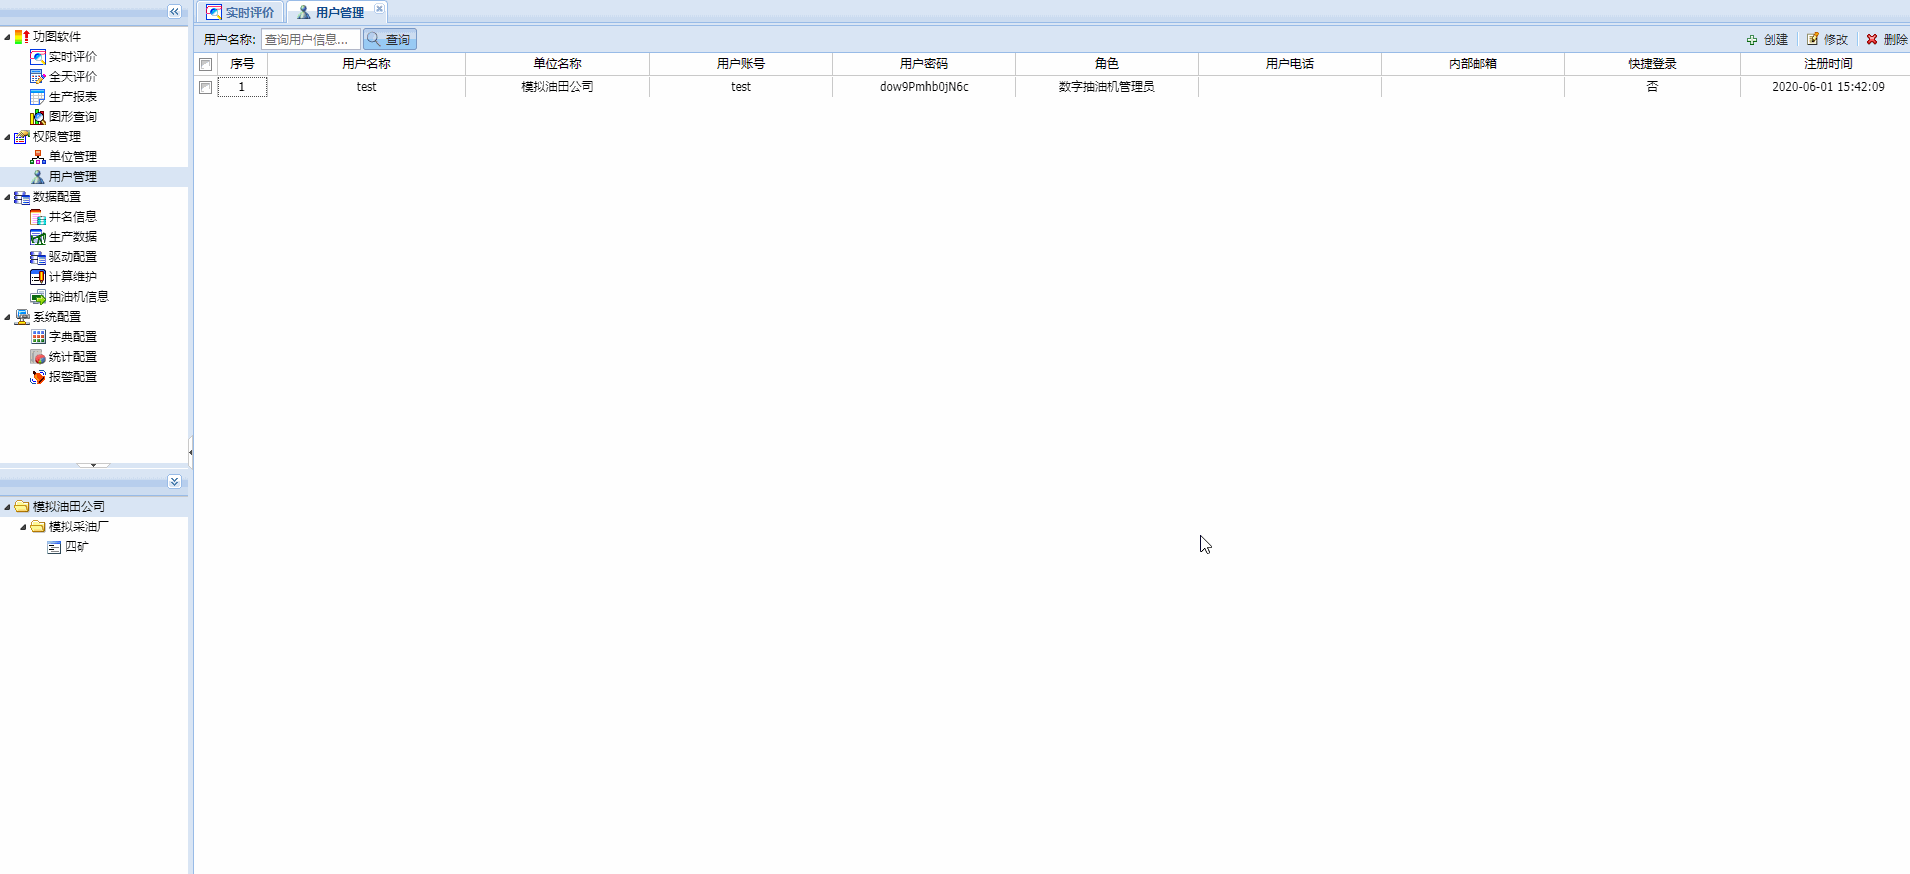 功图软件
实时评价
全天评价
生产报表
图形查询
权限管理
单位管理
用户管理
数据配置
井名信息
生产数据
驱动配置
计算维护
抽油机信息
系统配置
字典配置
统计配置
报警配置
模拟油田公司
模拟采油厂
四矿
实时评价 用户管理
用户名称: 查询用户信息... 查询 创建 修改 删除
序号 用户名称 单位名称 用户账号 用户密码 角色 用户电话 内部邮箱 快捷登录 注册时间
1 test 模拟油田公司 test dow9Pmhb0jN6c 数字抽油机管理员 否 2020-06-01 15:42:09